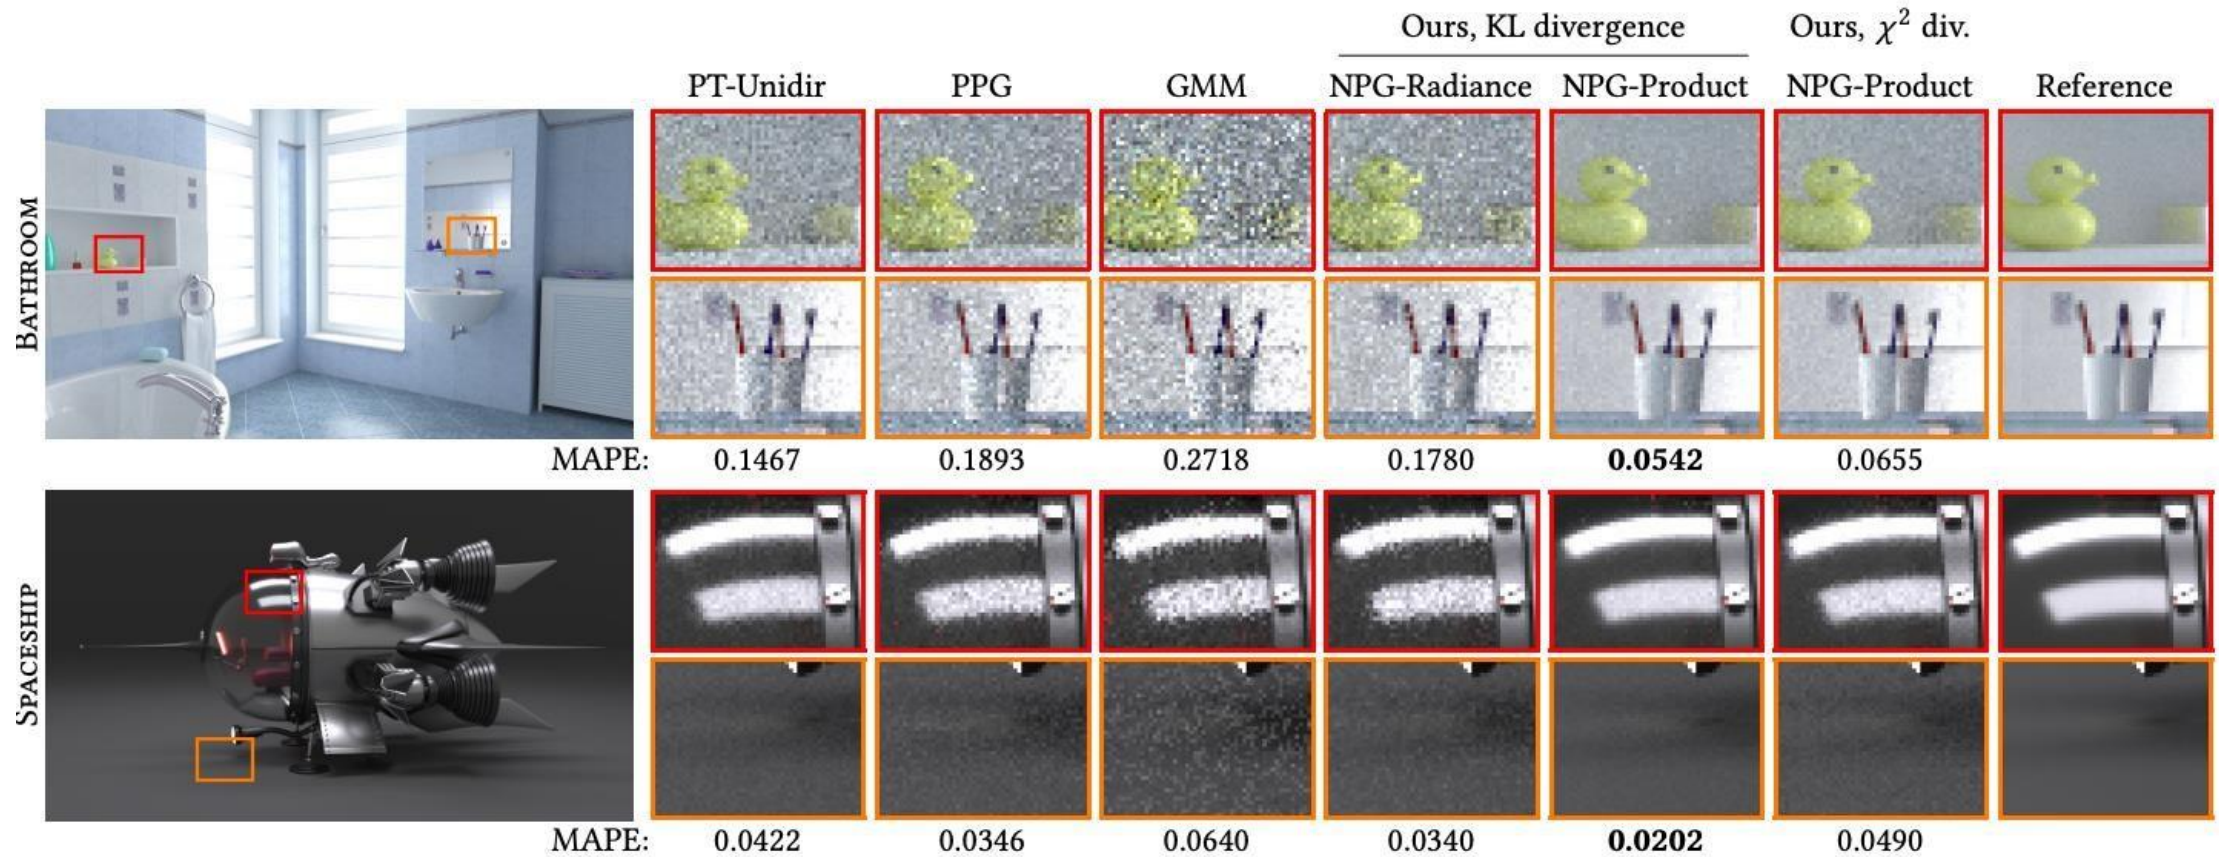 Ours, KL divergence Ours, χ² div.
PT-Unidir PPG GMM NPG-Radiance NPG-Product NPG-Product Reference
BATHROOM
MAPE: 0.1467 0.1893 0.2718 0.1780 0.0542 0.0655
SPACESHIP
MAPE: 0.0422 0.0346 0.0640 0.0340 0.0202 0.0490